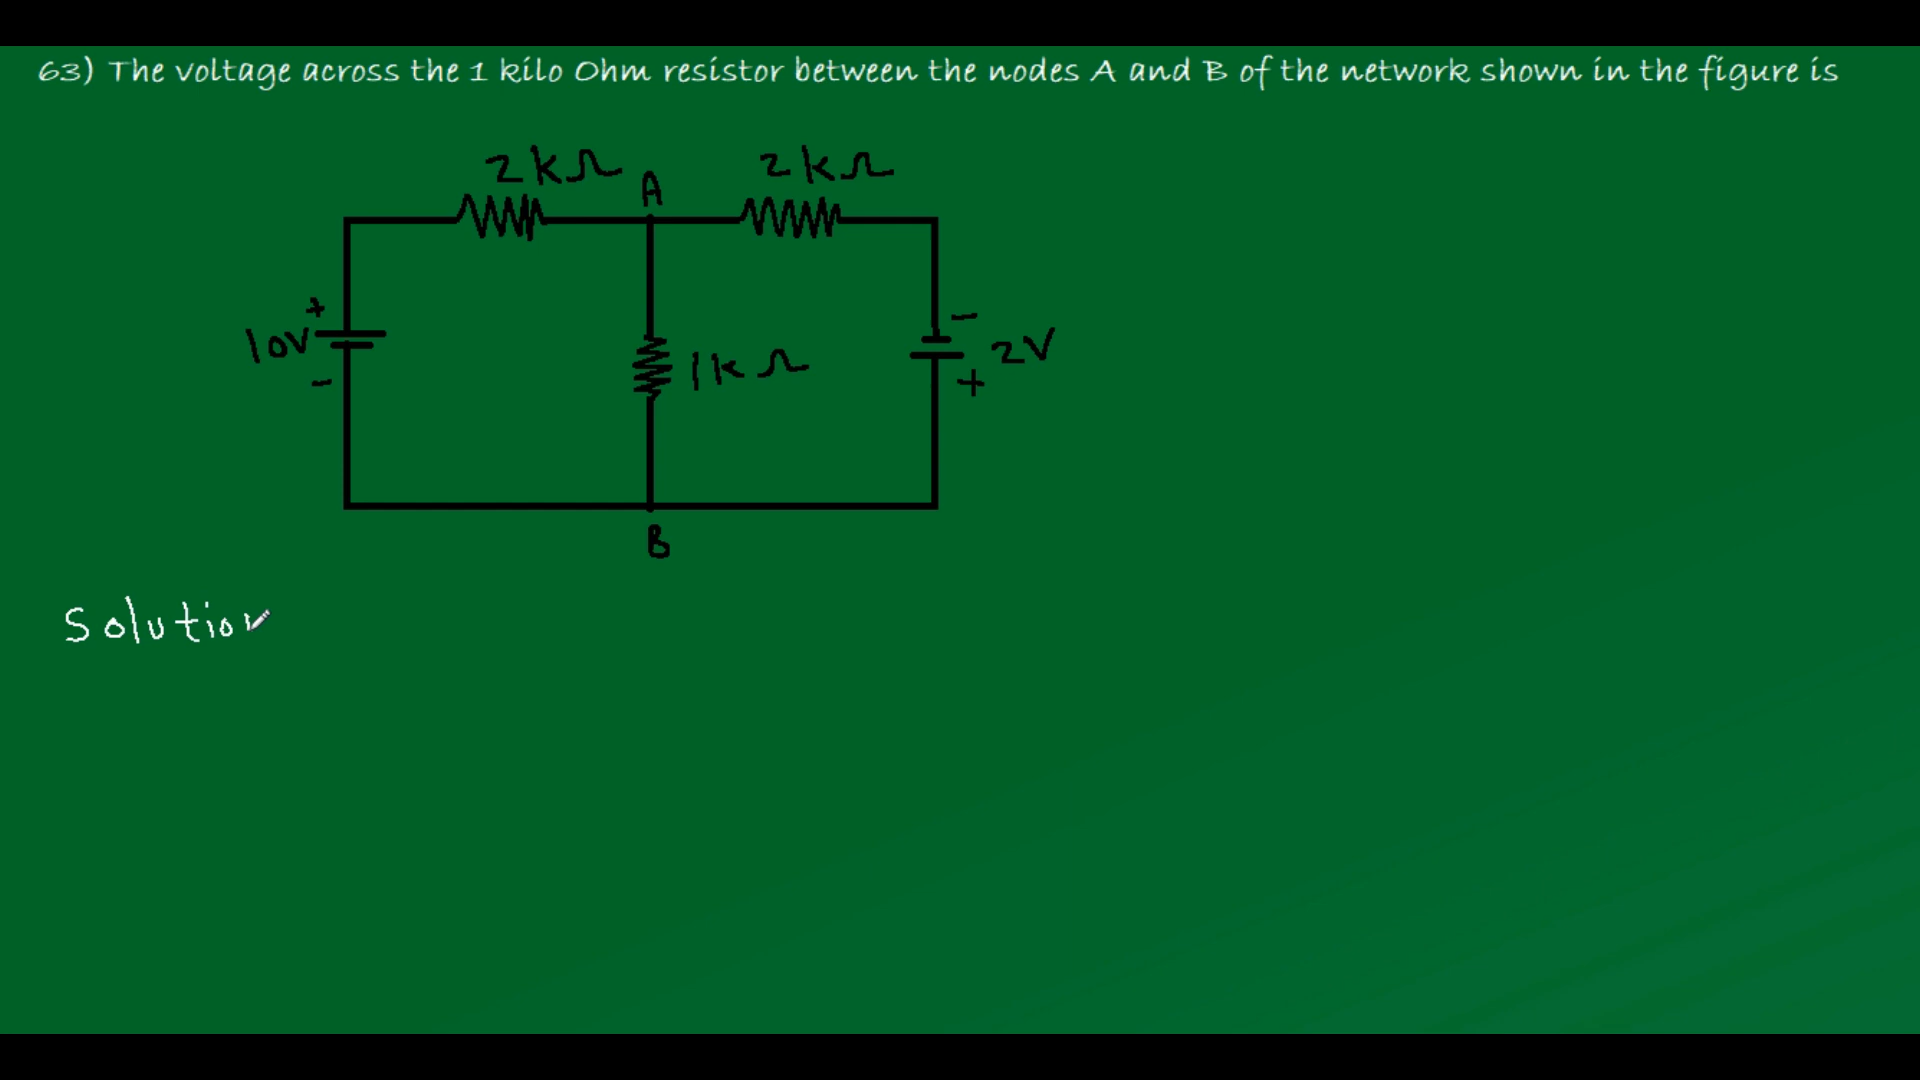 63) The voltage across the 1 kilo Ohm resistor between the nodes A and B of the network shown in the figure is
2kΩ A 2kΩ
+ −
10V 1kΩ 2V
− +
B
Solution